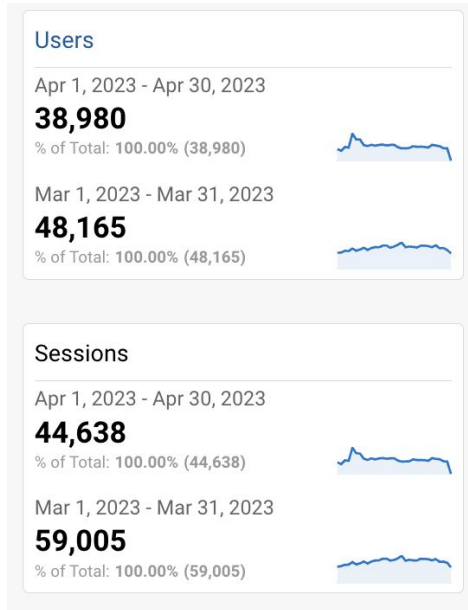 Users
Apr 1, 2023 - Apr 30, 2023
38,980
% of Total: 100.00% (38,980)
Mar 1, 2023 - Mar 31, 2023
48,165
% of Total: 100.00% (48,165)
Sessions
Apr 1, 2023 - Apr 30, 2023
44,638
% of Total: 100.00% (44,638)
Mar 1, 2023 - Mar 31, 2023
59,005
% of Total: 100.00% (59,005)